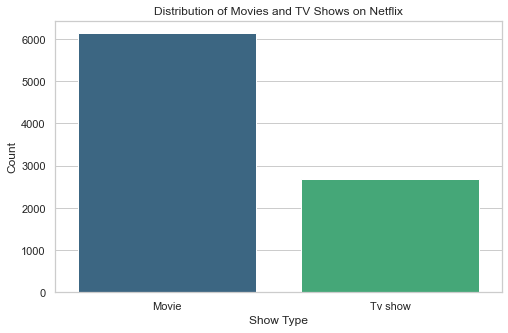 Distribution of Movies and TV Shows on Netflix
6000
5000
4000
3000
2000
1000
0
Count
Movie
Tv show
Show Type